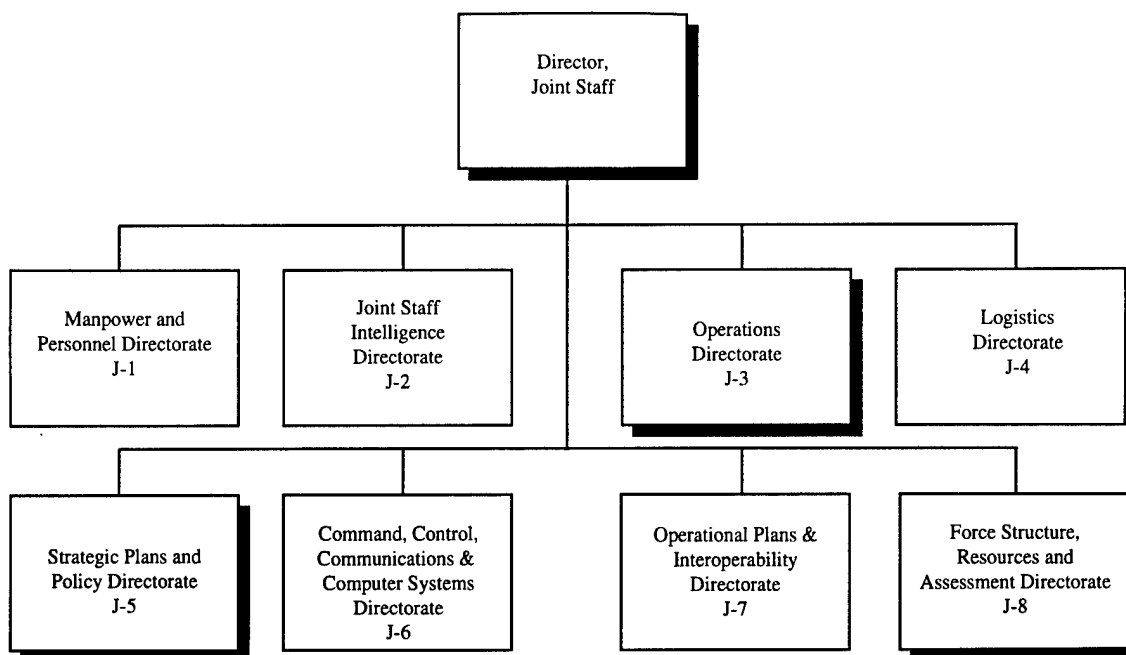 Director,
Joint Staff
Manpower and
Personnel Directorate
J-1
Joint Staff
Intelligence
Directorate
J-2
Operations
Directorate
J-3
Logistics
Directorate
J-4
Strategic Plans and
Policy Directorate
J-5
Command, Control,
Communications &
Computer Systems
Directorate
J-6
Operational Plans &
Interoperability
Directorate
J-7
Force Structure,
Resources and
Assessment Directorate
J-8